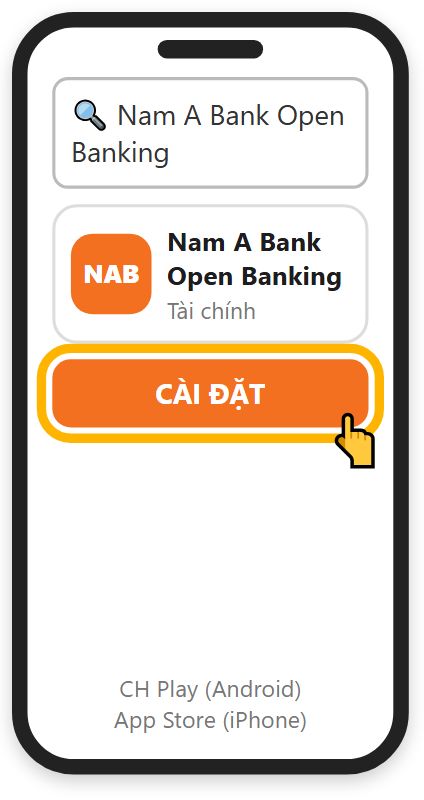 Nam A Bank Open
Banking
NAB
Nam A Bank
Open Banking
Tài chính
CÀI ĐẶT
CH Play (Android)
App Store (iPhone)